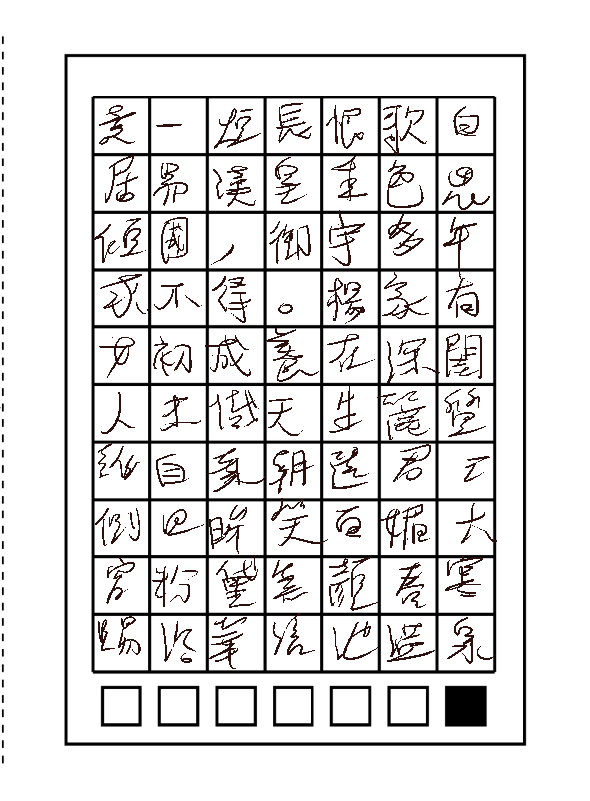 一短長恨歌白
居易漢皇重色思
傾國,御宇多年
求不得。楊家有
女初成養在深閨
人未識天生麗質
難自棄朝選君王
側回眸笑百媚六
宮粉黛無顏春寒
賜浴華清池溫泉